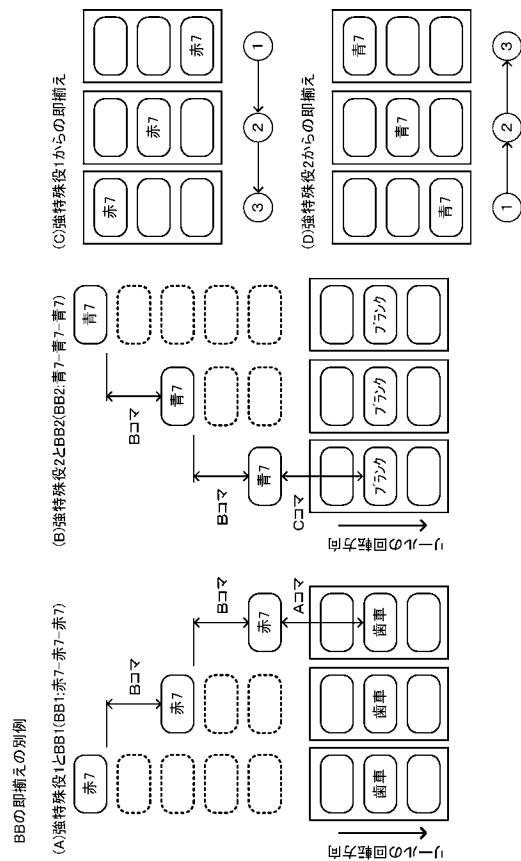 BBの即揃えの別例
(A)強特殊役1とBB1(BB1:赤7-赤7-赤7)
赤7
Bコマ
赤7
Bコマ
赤7
Aコマ
歯車
歯車
歯車
リールの回転方向
(B)強特殊役2とBB2(BB2:青7-青7-青7)
青7
Bコマ
青7
Bコマ
青7
Cコマ
ブランク
ブランク
ブランク
リールの回転方向
(C)強特殊役1からの即揃え
赤7
赤7
赤7
3
2
1
(D)強特殊役2からの即揃え
青7
青7
青7
1
2
3